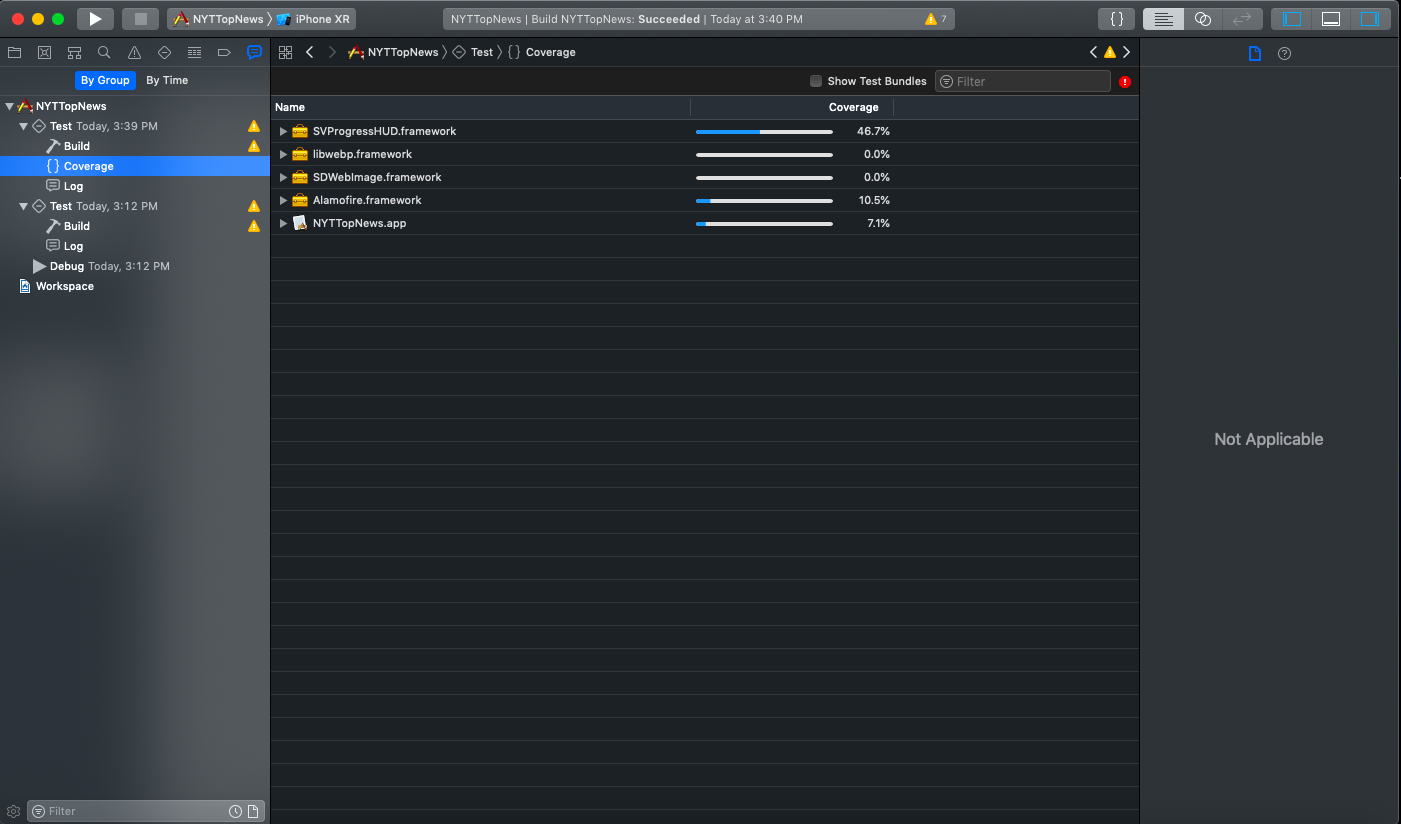 NYTTopNews iPhone XR
NYTTopNews | Build NYTTopNews: Succeeded | Today at 3:40 PM
7
{}
NYTTopNews Test {} Coverage
By Group By Time
Show Test Bundles Filter
NYTTopNews
Test Today, 3:39 PM
Build
{} Coverage
Log
Test Today, 3:12 PM
Build
Log
Debug Today, 3:12 PM
Workspace
Name Coverage
SVProgressHUD.framework 46.7%
libwebp.framework 0.0%
SDWebImage.framework 0.0%
Alamofire.framework 10.5%
NYTTopNews.app 7.1%
Not Applicable
Filter